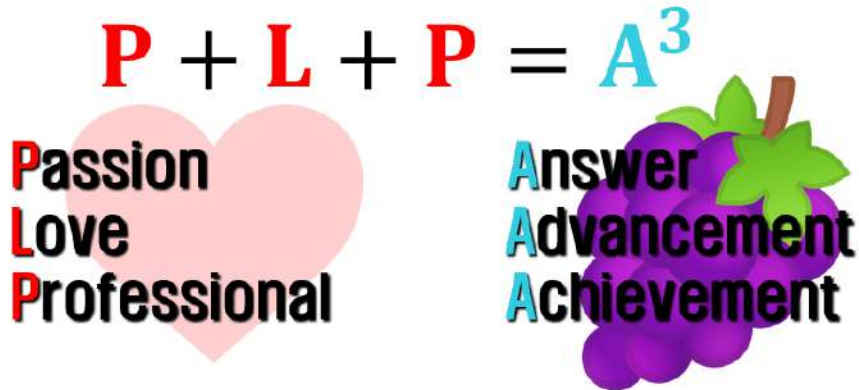 P + L + P = A³
Passion
Love
Professional
Answer
Advancement
Achievement